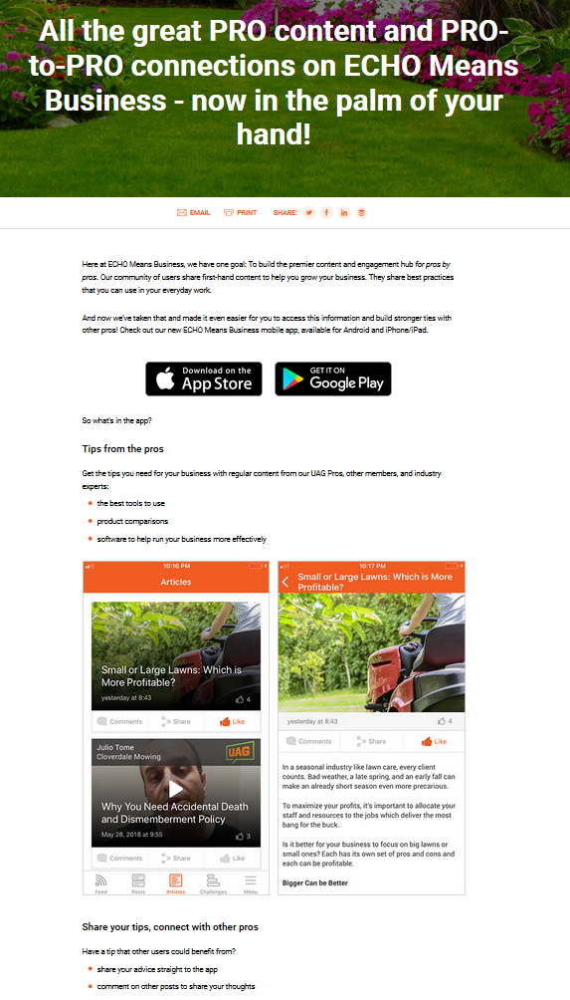 All the great PRO content and PRO-
to-PRO connections on ECHO Means
Business - now in the palm of your
hand!
EMAIL PRINT SHARE:
Here at ECHO Means Business, we have one goal: To build the premier content and engagement hub for pros by
pros. Our community of users share first-hand content to help you grow your business. They share best practices
that you can use in your everyday work.
And now we've taken that and made it even easier for you to access this information and build stronger ties with
other pros! Check out our new ECHO Means Business mobile app, available for Android and iPhone/iPad.
Download on the
App Store
GET IT ON
Google Play
So what's in the app?
Tips from the pros
Get the tips you need for your business with regular content from our UAG Pros, other members, and industry
experts:
the best tools to use
product comparisons
software to help run your business more effectively
10:16 PM
Articles
Small or Large Lawns: Which is
More Profitable?
yesterday at 8:43 4
Comments Share Like
Julio Tome
Cloverdale Mowing
UAG
Why You Need Accidental Death
and Dismemberment Policy
May 28, 2018 at 9:55 3
Comments Share Like
Feed Posts Articles Challenges Menu
10:17 PM
Small or Large Lawns: Which is More
Profitable?
yesterday at 8:43 4
Comments Share Like
In a seasonal industry like lawn care, every client
counts. Bad weather, a late spring, and an early fall can
make an already short season even more precarious.
To maximize your profits, it's important to allocate your
staff and resources to the jobs which deliver the most
bang for the buck.
Is it better for your business to focus on big lawns or
small ones? Each has its own set of pros and cons and
each can be profitable.
Bigger Can be Better
Share your tips, connect with other pros
Have a tip that other users could benefit from?
share your advice straight to the app
comment on other posts to share your thoughts